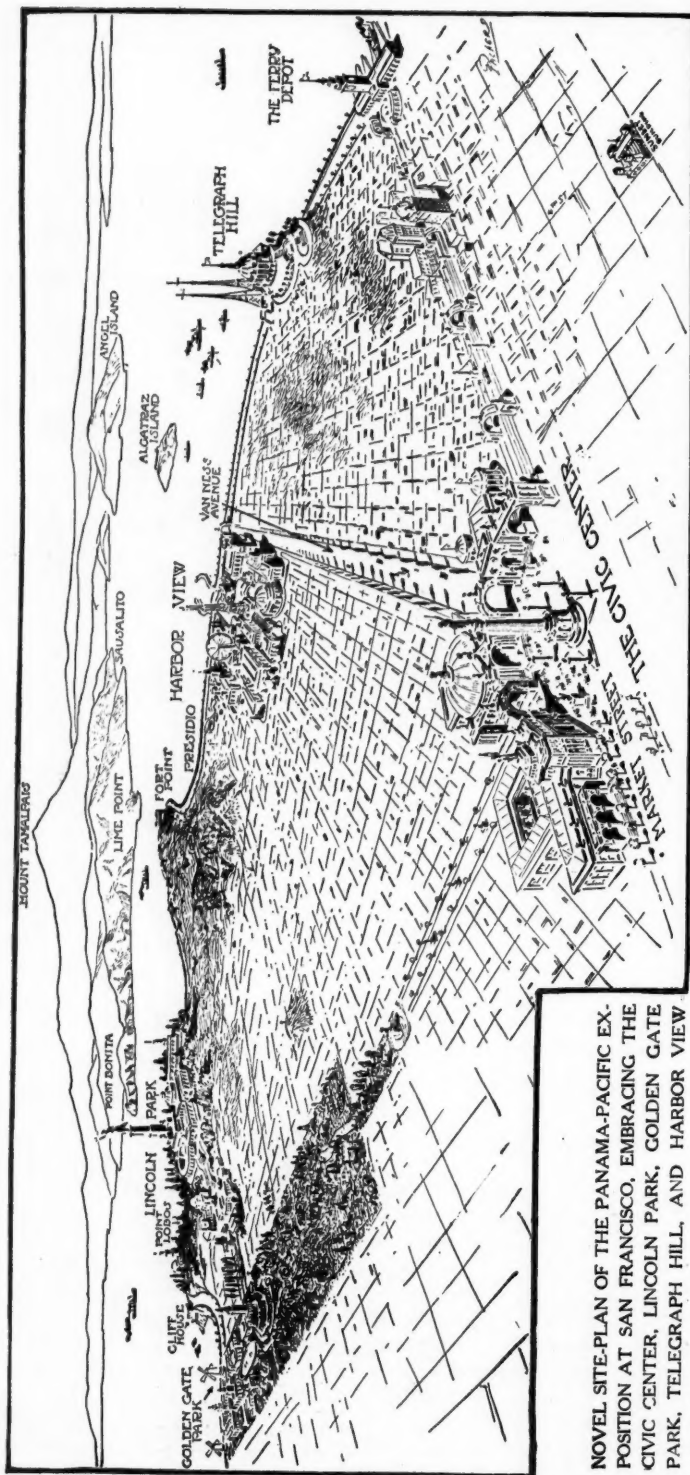 MOUNT TAMALPAIS
POINT BONITA
LIME POINT
SAUSALITO
ANGEL
ISLAND
ALCATRAZ
ISLAND
GOLDEN GATE
PARK
CLIFF HOUSE
POINT
LOBOS
LINCOLN PARK
FORT
POINT
PRESIDIO
HARBOR VIEW
VAN NESS
AVENUE
TELEGRAPH
HILL
THE FERRY
DEPOT
MARKET STREET
THE CIVIC CENTER
NOVEL SITE-PLAN OF THE PANAMA-PACIFIC EX-
POSITION AT SAN FRANCISCO, EMBRACING THE
CIVIC CENTER, LINCOLN PARK, GOLDEN GATE
PARK, TELEGRAPH HILL, AND HARBOR VIEW